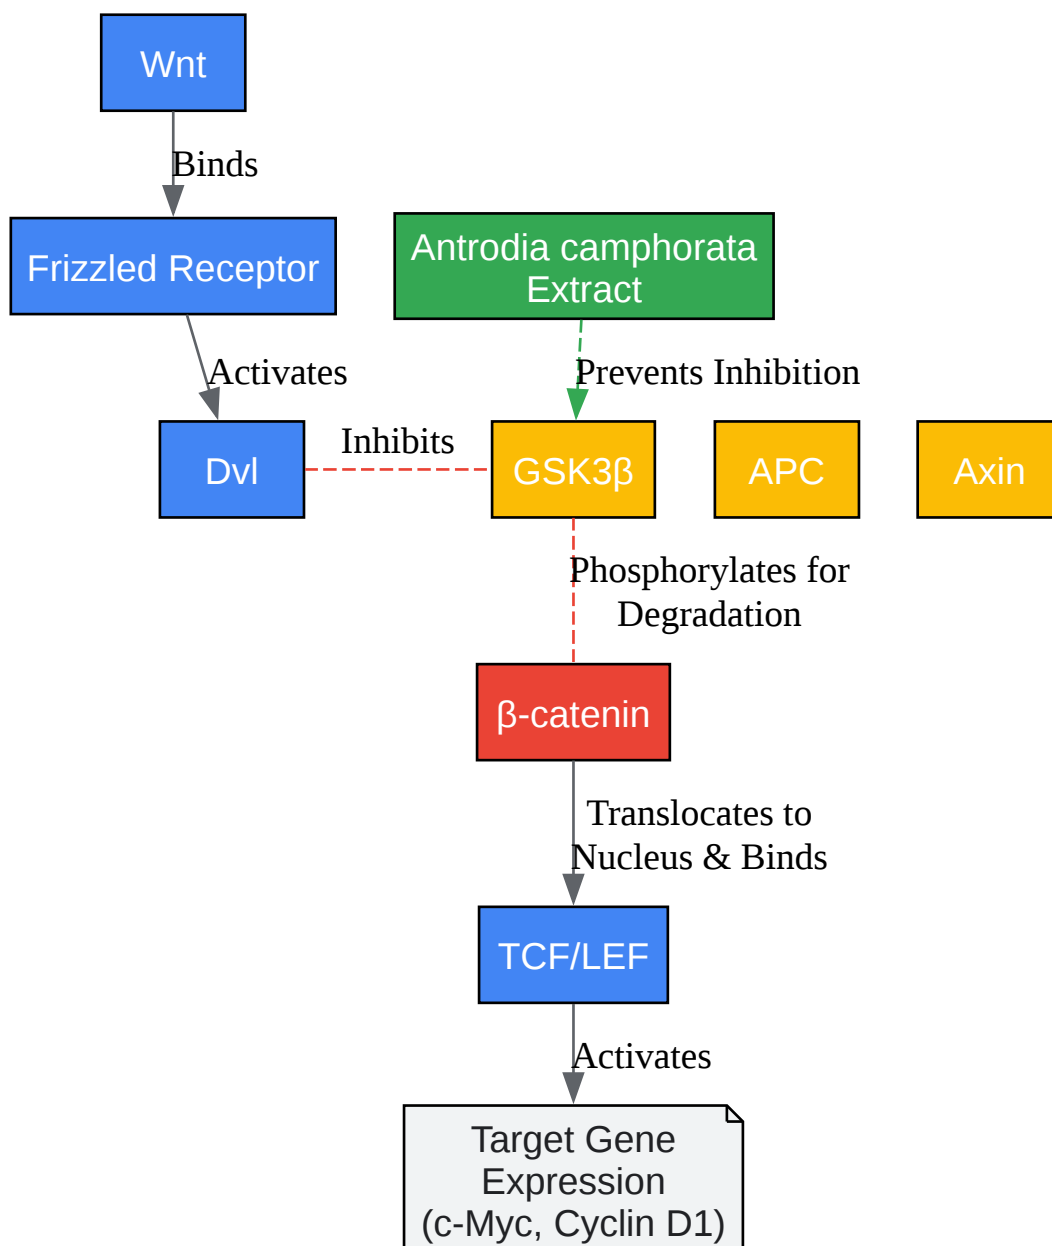 Wnt
Binds
Frizzled Receptor
Antrodia camphorata
Extract
Activates
Prevents Inhibition
Dvl
Inhibits
GSK3β
APC
Axin
Phosphorylates for
Degradation
β-catenin
Translocates to
Nucleus & Binds
TCF/LEF
Activates
Target Gene
Expression
(c-Myc, Cyclin D1)